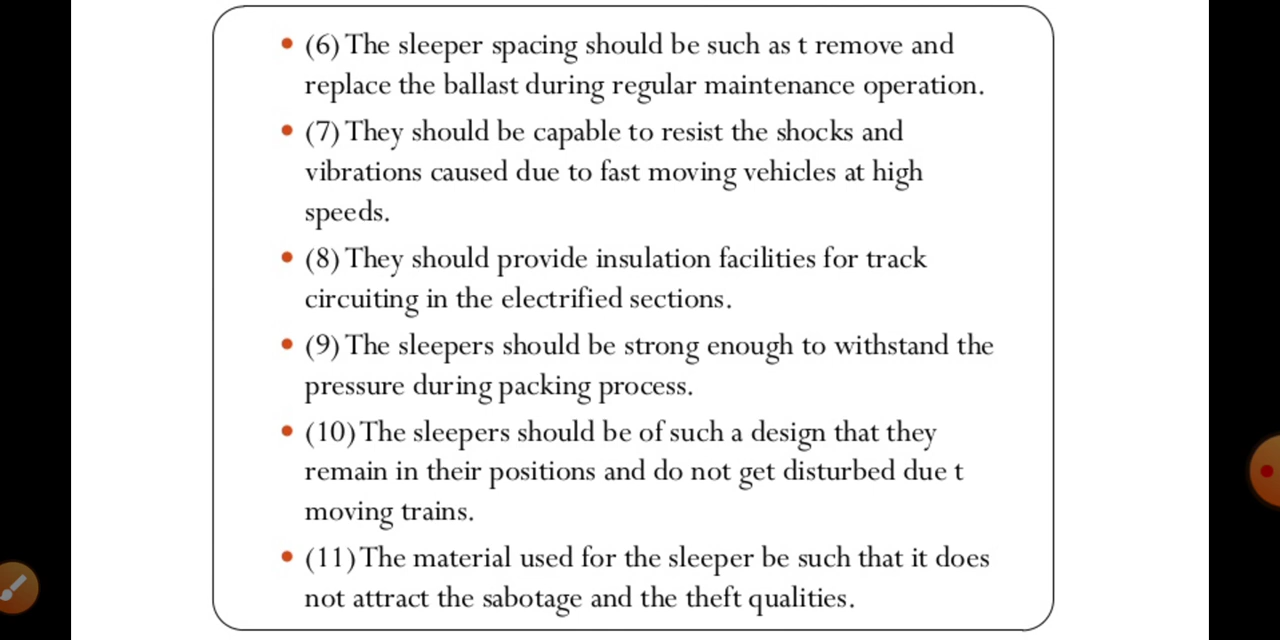 • (6) The sleeper spacing should be such as t remove and
replace the ballast during regular maintenance operation.
• (7) They should be capable to resist the shocks and
vibrations caused due to fast moving vehicles at high
speeds.
• (8) They should provide insulation facilities for track
circuiting in the electrified sections.
• (9) The sleepers should be strong enough to withstand the
pressure during packing process.
• (10) The sleepers should be of such a design that they
remain in their positions and do not get disturbed due t
moving trains.
• (11) The material used for the sleeper be such that it does
not attract the sabotage and the theft qualities.